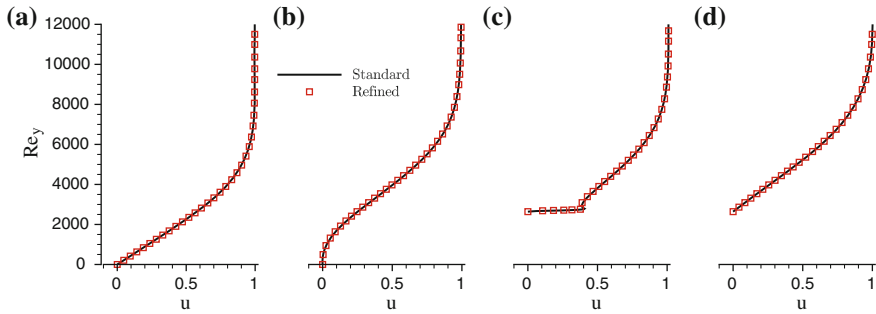 (a) (b) (c) (d)
12000
10000
8000
6000
4000
2000
0
Re_y
Standard
Refined
0 0.5 1
0 0.5 1
0 0.5 1
0 0.5 1
u u u u